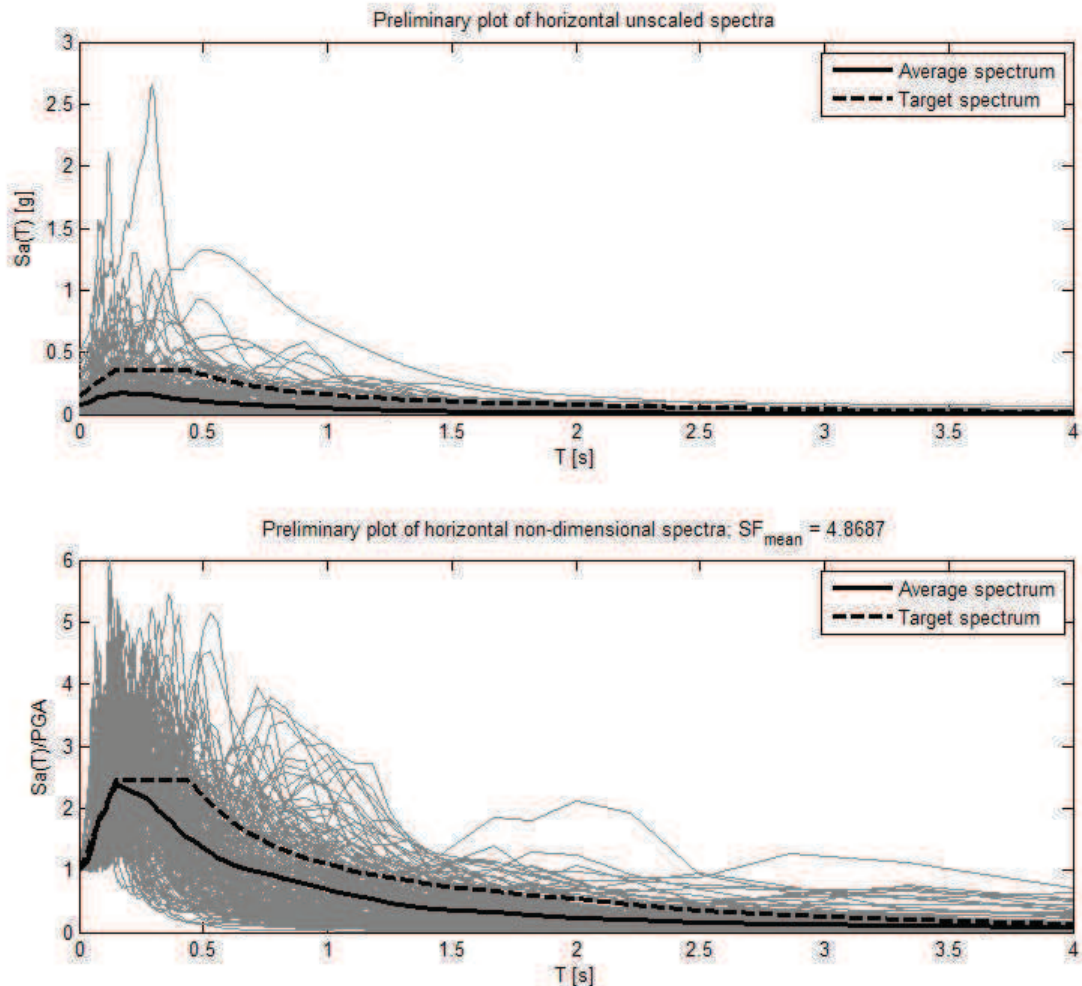 Preliminary plot of horizontal unscaled spectra
3
2.5
2
1.5
1
0.5
0
Sa(T) [g]
Average spectrum
Target spectrum
0 0.5 1 1.5 2 2.5 3 3.5 4
T [s]
Preliminary plot of horizontal non-dimensional spectra; SFmean = 4.8687
6
5
4
3
2
1
0
Sa(T)/PGA
Average spectrum
Target spectrum
0 0.5 1 1.5 2 2.5 3 3.5 4
T [s]